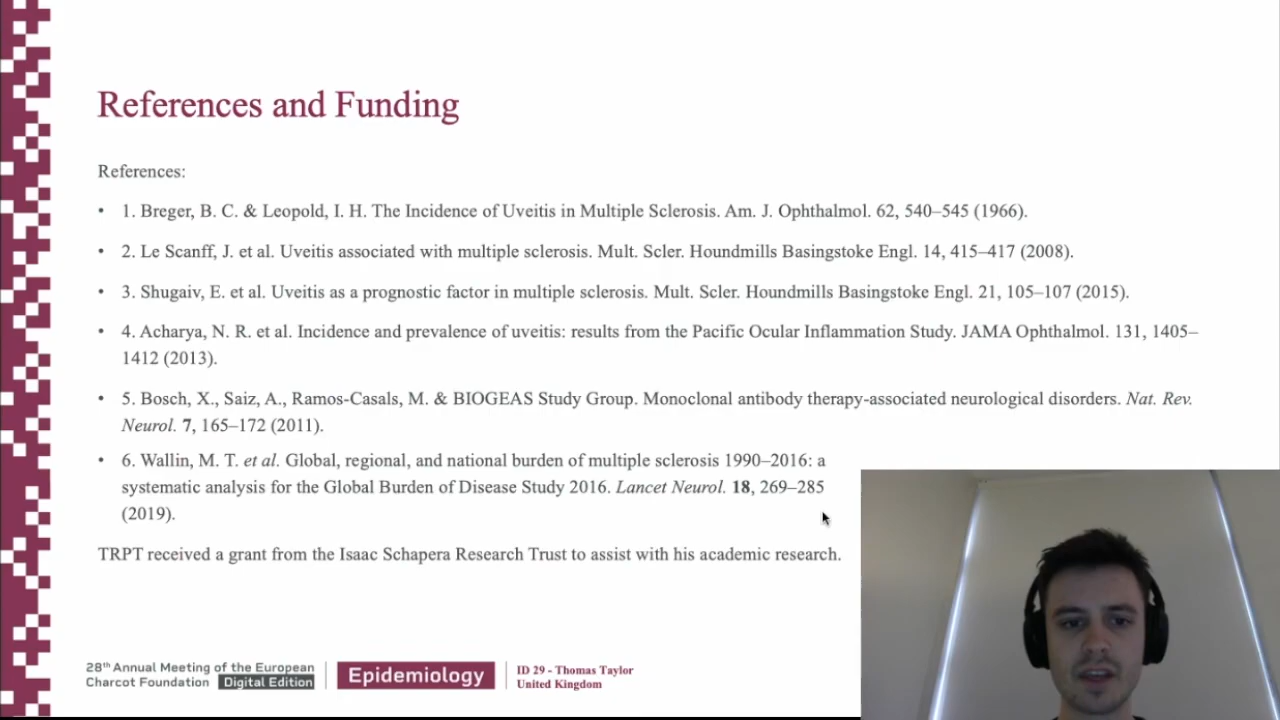 References and Funding
References:
• 1. Breger, B. C. & Leopold, I. H. The Incidence of Uveitis in Multiple Sclerosis. Am. J. Ophthalmol. 62, 540–545 (1966).
• 2. Le Scanff, J. et al. Uveitis associated with multiple sclerosis. Mult. Scler. Houndmills Basingstoke Engl. 14, 415–417 (2008).
• 3. Shugaiv, E. et al. Uveitis as a prognostic factor in multiple sclerosis. Mult. Scler. Houndmills Basingstoke Engl. 21, 105–107 (2015).
• 4. Acharya, N. R. et al. Incidence and prevalence of uveitis: results from the Pacific Ocular Inflammation Study. JAMA Ophthalmol. 131, 1405–
1412 (2013).
• 5. Bosch, X., Saiz, A., Ramos-Casals, M. & BIOGEAS Study Group. Monoclonal antibody therapy-associated neurological disorders. Nat. Rev.
Neurol. 7, 165–172 (2011).
• 6. Wallin, M. T. et al. Global, regional, and national burden of multiple sclerosis 1990–2016: a
systematic analysis for the Global Burden of Disease Study 2016. Lancet Neurol. 18, 269–285
(2019).
TRPT received a grant from the Isaac Schapera Research Trust to assist with his academic research.
28th Annual Meeting of the European
Charcot Foundation Digital Edition
Epidemiology
ID 29 - Thomas Taylor
United Kingdom